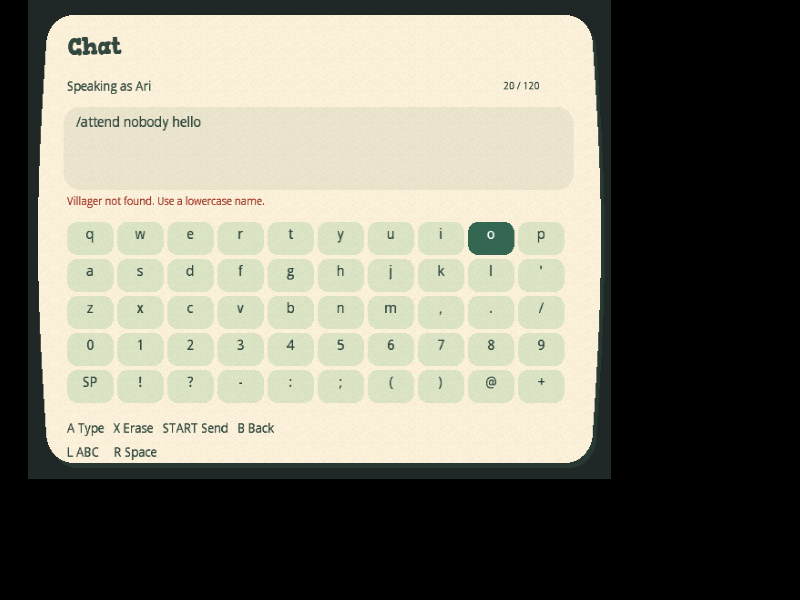 Chat
Speaking as Ari 20 / 120
/attend nobody hello
Villager not found. Use a lowercase name.
q w e r t y u i o p
a s d f g h j k l '
z x c v b n m , . /
0 1 2 3 4 5 6 7 8 9
SP ! ? - : ; ( ) @ +
A Type X Erase START Send B Back
L ABC R Space